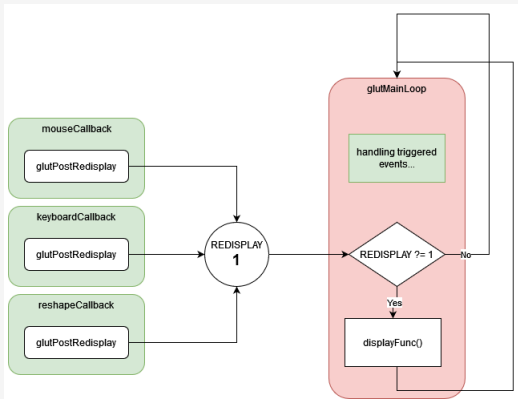 glutMainLoop
mouseCallback
glutPostRedisplay
handling triggered
events...
keyboardCallback
glutPostRedisplay
REDISPLAY
1
REDISPLAY ?= 1
No
Yes
reshapeCallback
glutPostRedisplay
displayFunc()